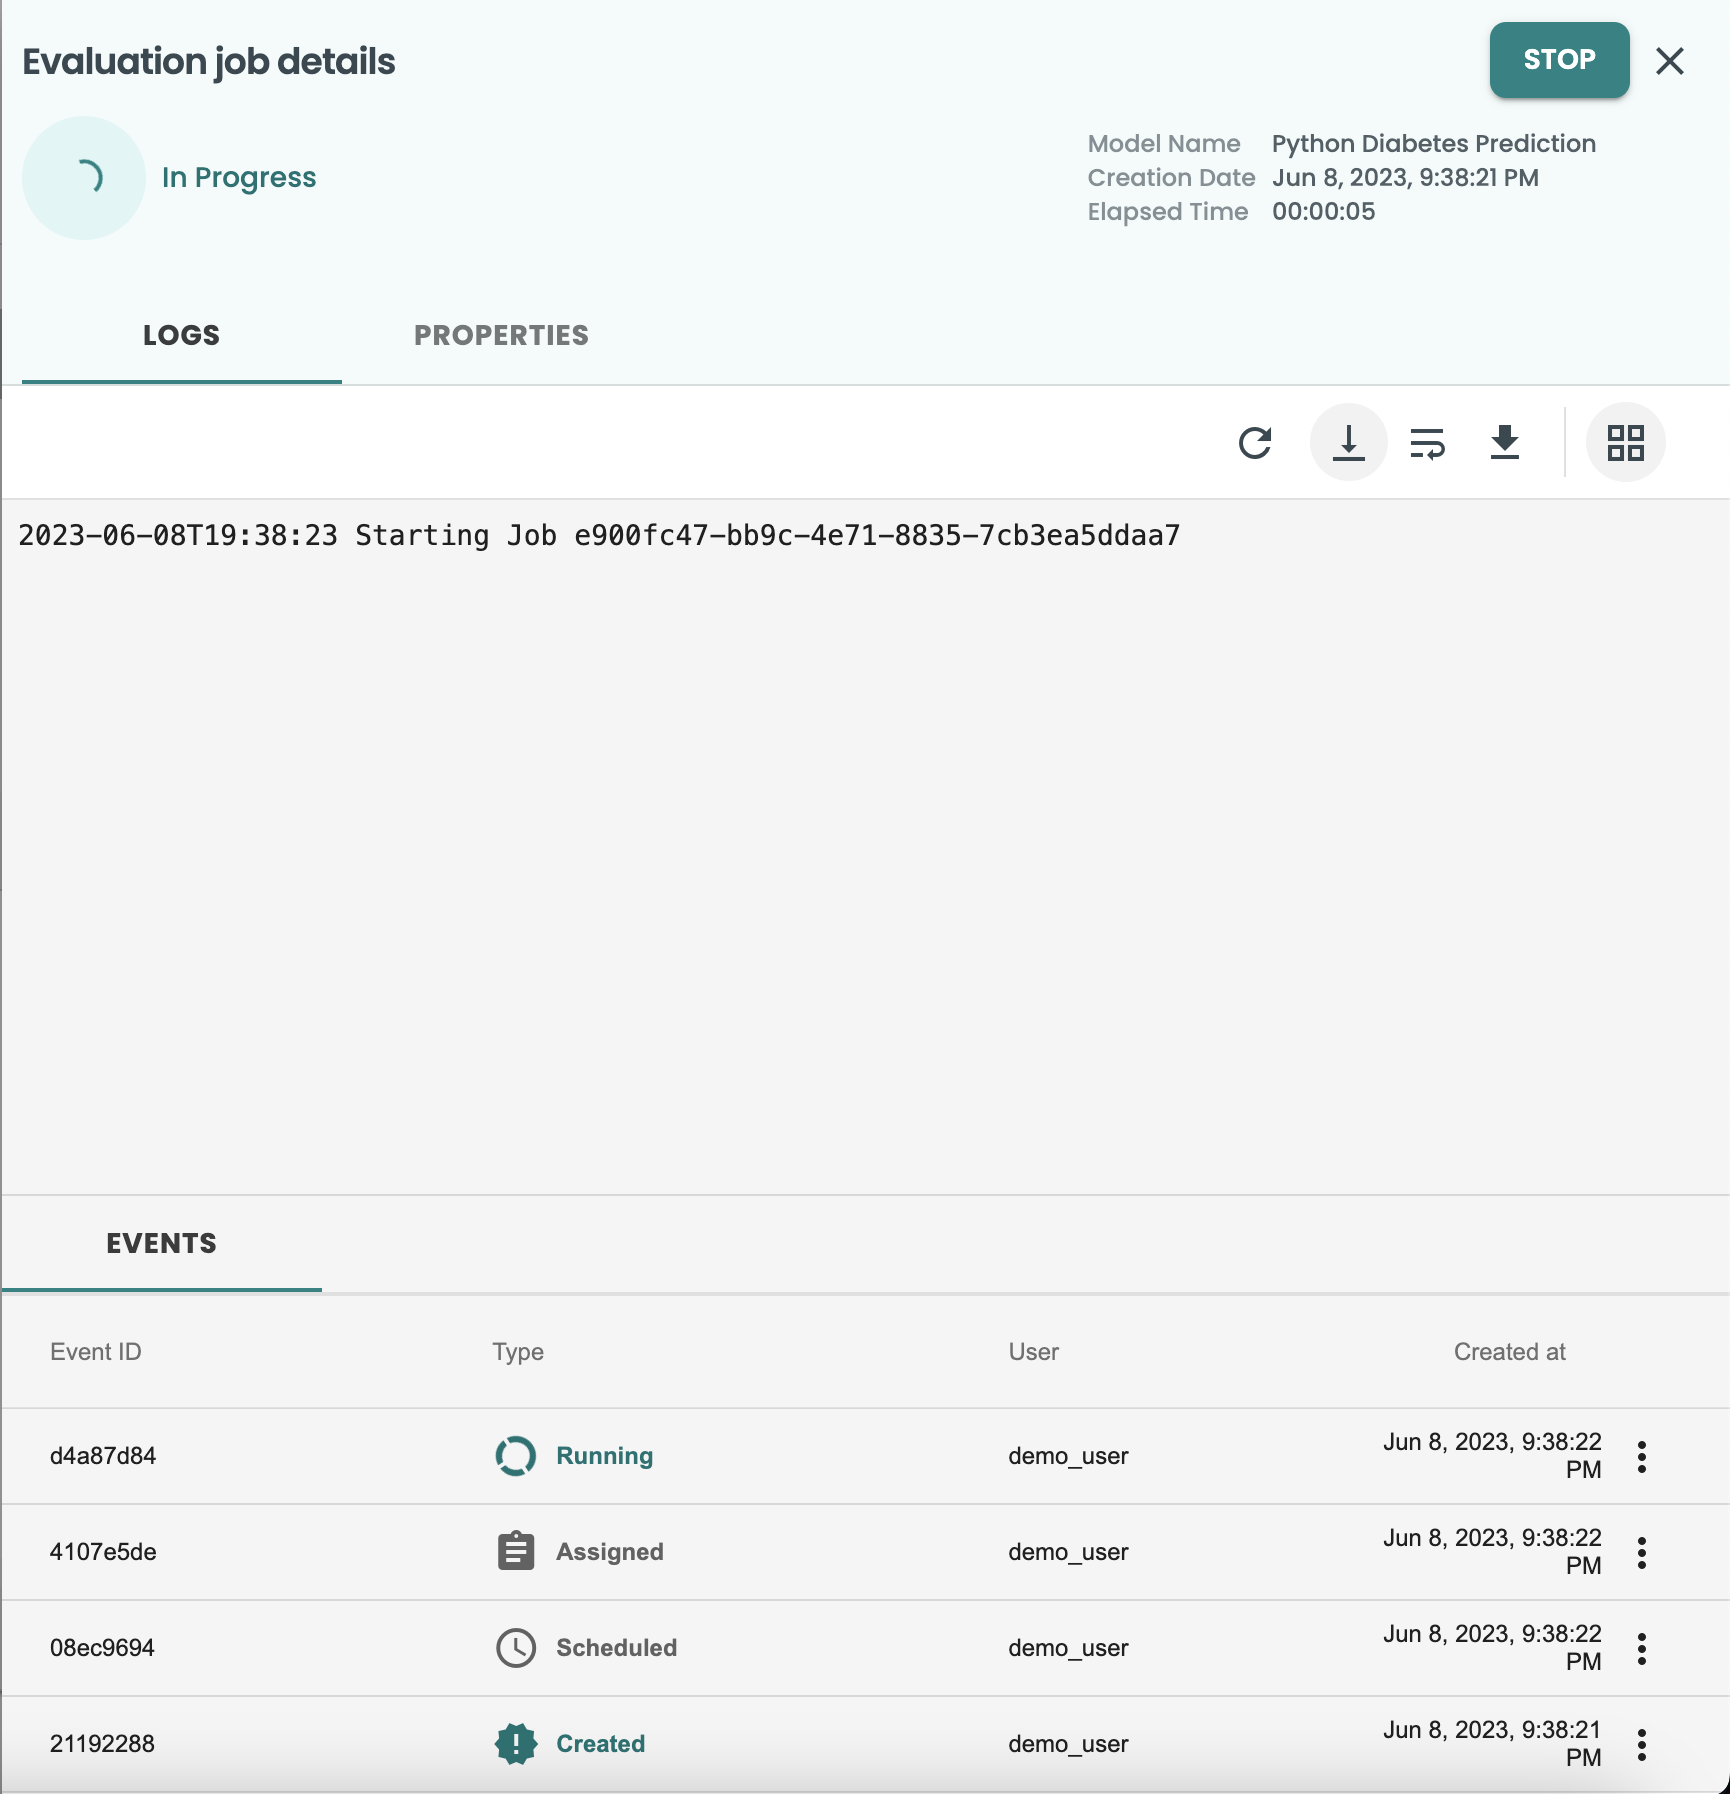 Evaluation job details
STOP
In Progress
Model Name Python Diabetes Prediction
Creation Date Jun 8, 2023, 9:38:21 PM
Elapsed Time 00:00:05
LOGS PROPERTIES
2023-06-08T19:38:23 Starting Job e900fc47-bb9c-4e71-8835-7cb3ea5ddaa7
EVENTS
Event ID Type User Created at
d4a87d84 Running demo_user Jun 8, 2023, 9:38:22
PM
4107e5de Assigned demo_user Jun 8, 2023, 9:38:22
PM
08ec9694 Scheduled demo_user Jun 8, 2023, 9:38:22
PM
21192288 Created demo_user Jun 8, 2023, 9:38:21
PM